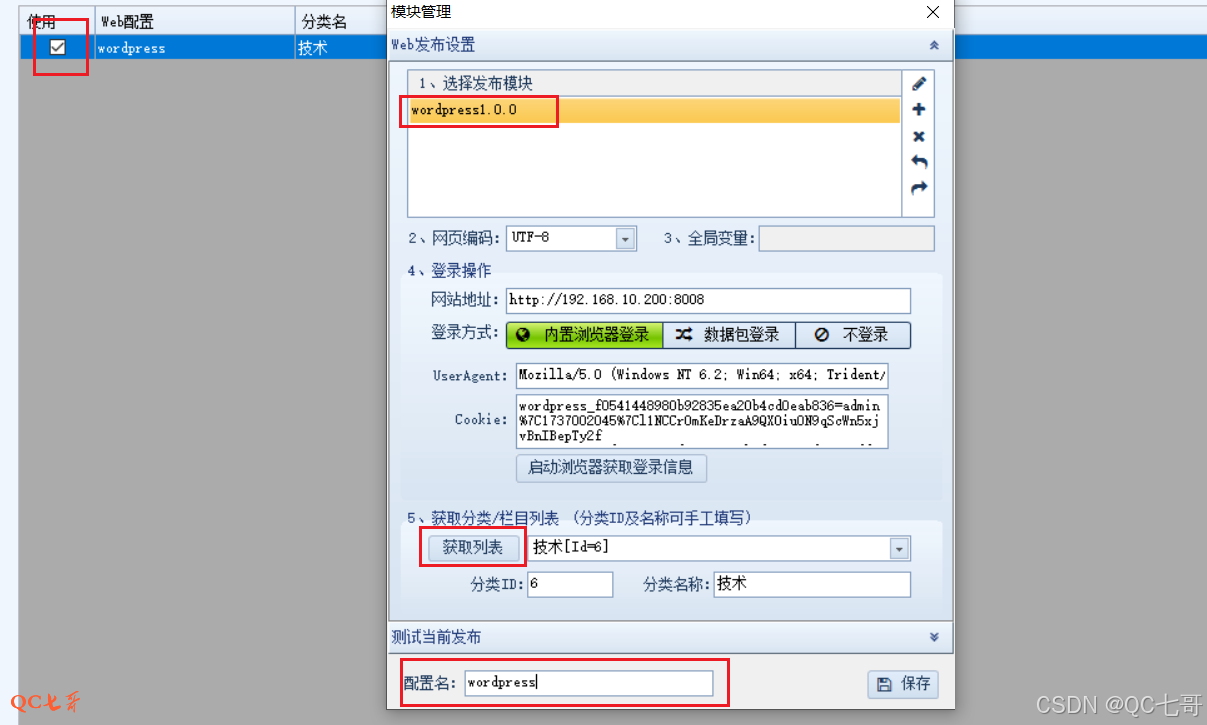 使用 Web配置 分类名
wordpress 技术
模块管理
Web发布设置
1、选择发布模块
wordpress1.0.0
2、网页编码: UTF-8 3、全局变量:
4、登录操作
网站地址: http://192.168.10.200:8008
登录方式: 内置浏览器登录 数据包登录 不登录
UserAgent: Mozilla/5.0 (Windows NT 6.2; Win64; x64; Trident/
Cookie: wordpress_f0541448980b92835ea20b4cd0eab836=admin
%7C1737002045%7Cl1NCCrOmKeDrzaA9QXOiuON9qScWn5xj
vBnIBepTy2f
启动浏览器获取登录信息
5、获取分类/栏目列表 (分类ID及名称可手工填写)
获取列表 技术[Id=6]
分类ID: 6 分类名称: 技术
测试当前发布
配置名: wordpress 保存
QC七哥
CSDN @QC七哥